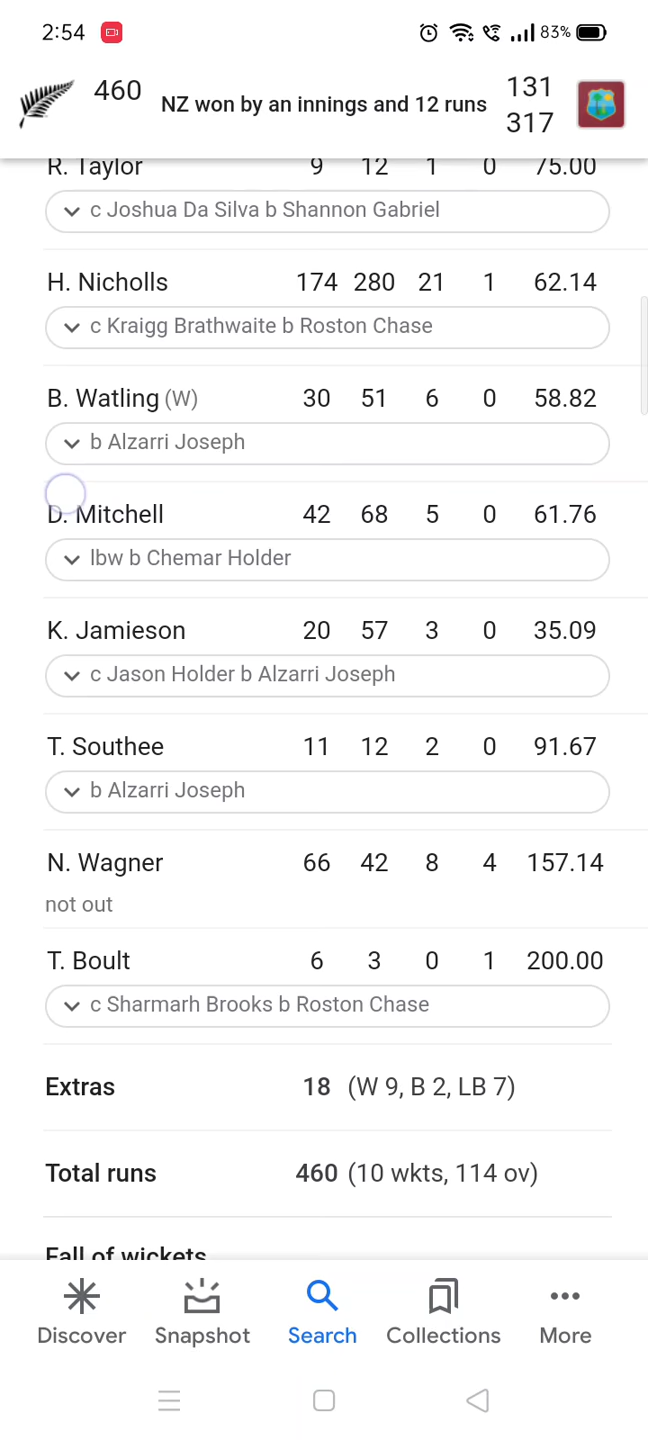 2:54 83%
460 NZ won by an innings and 12 runs 131
317
R. Taylor 9 12 1 0 75.00
c Joshua Da Silva b Shannon Gabriel
H. Nicholls 174 280 21 1 62.14
c Kraigg Brathwaite b Roston Chase
B. Watling (W) 30 51 6 0 58.82
b Alzarri Joseph
D. Mitchell 42 68 5 0 61.76
lbw b Chemar Holder
K. Jamieson 20 57 3 0 35.09
c Jason Holder b Alzarri Joseph
T. Southee 11 12 2 0 91.67
b Alzarri Joseph
N. Wagner 66 42 8 4 157.14
not out
T. Boult 6 3 0 1 200.00
c Sharmarh Brooks b Roston Chase
Extras 18 (W 9, B 2, LB 7)
Total runs 460 (10 wkts, 114 ov)
Fall of wickets
Discover Snapshot Search Collections More